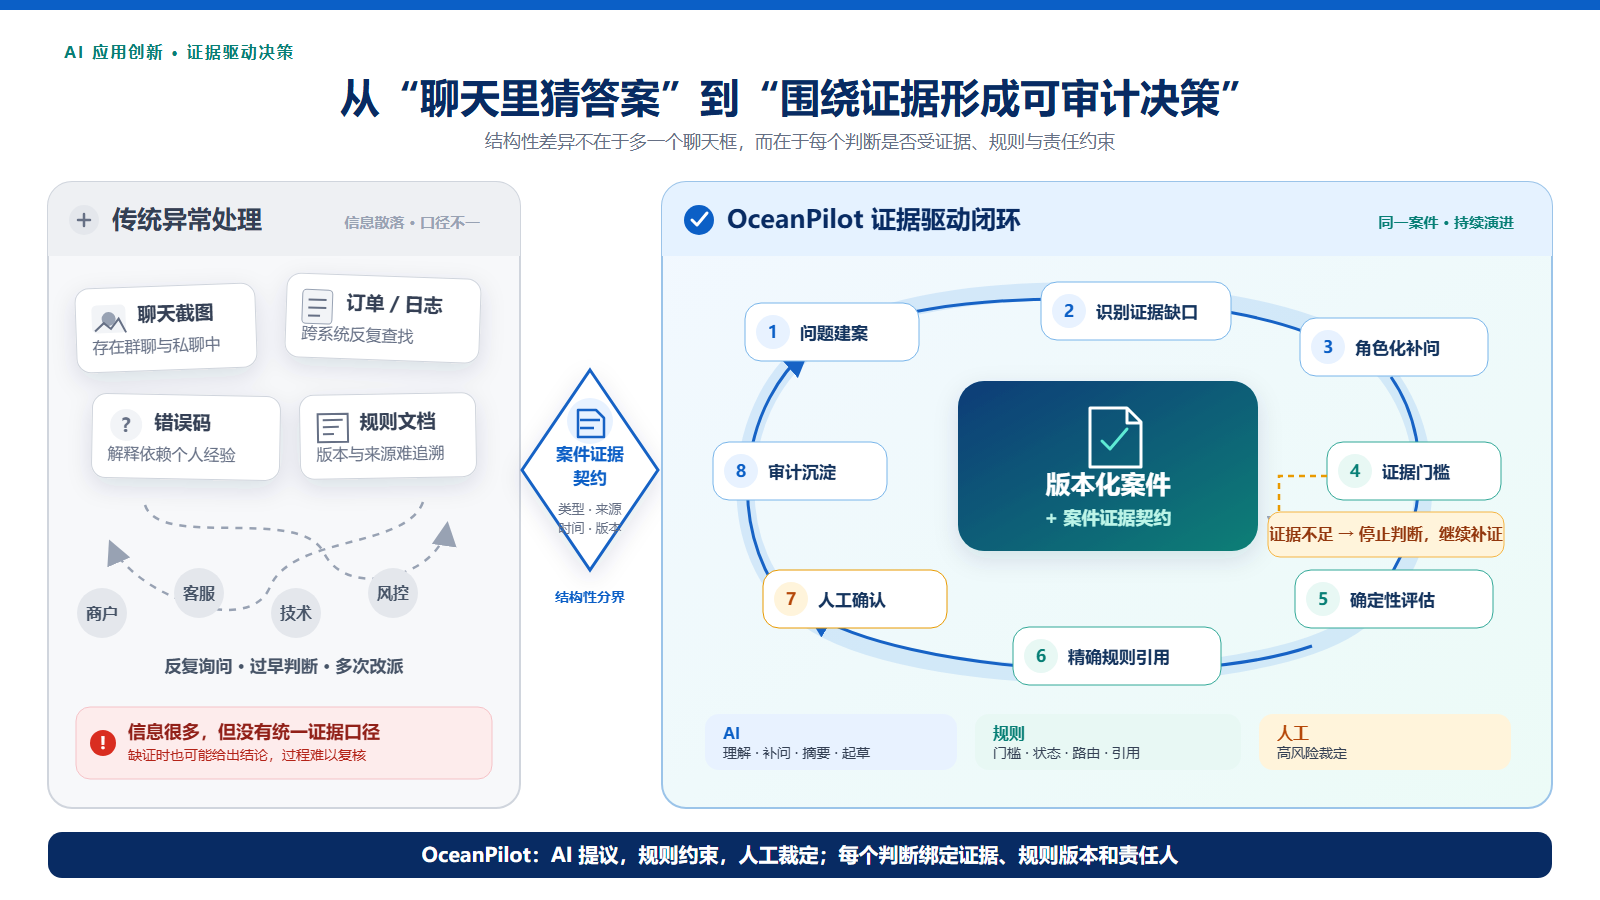 AI 应用创新 • 证据驱动决策
从“聊天里猜答案”到“围绕证据形成可审计决策”
结构性差异不在于多一个聊天框，而在于每个判断是否受证据、规则与责任约束
传统异常处理
信息散落 • 口径不一
聊天截图
存在群聊与私聊中
订单 / 日志
跨系统反复查找
?
错误码
解释依赖个人经验
规则文档
版本与来源难追溯
商户
客服
技术
风控
反复询问 • 过早判断 • 多次改派
!
信息很多，但没有统一证据口径
缺证时也可能给出结论，过程难以复核
案件证据
契约
类型 · 来源
时间 · 版本
结构性分界
OceanPilot 证据驱动闭环
同一案件 • 持续演进
1 问题建案
2 识别证据缺口
3 角色化补问
4 证据门槛
证据不足 → 停止判断，继续补证
5 确定性评估
6 精确规则引用
7 人工确认
8 审计沉淀
版本化案件
+ 案件证据契约
AI
理解 · 补问 · 摘要 · 起草
规则
门槛 · 状态 · 路由 · 引用
人工
高风险裁定
OceanPilot：AI 提议，规则约束，人工裁定；每个判断绑定证据、规则版本和责任人